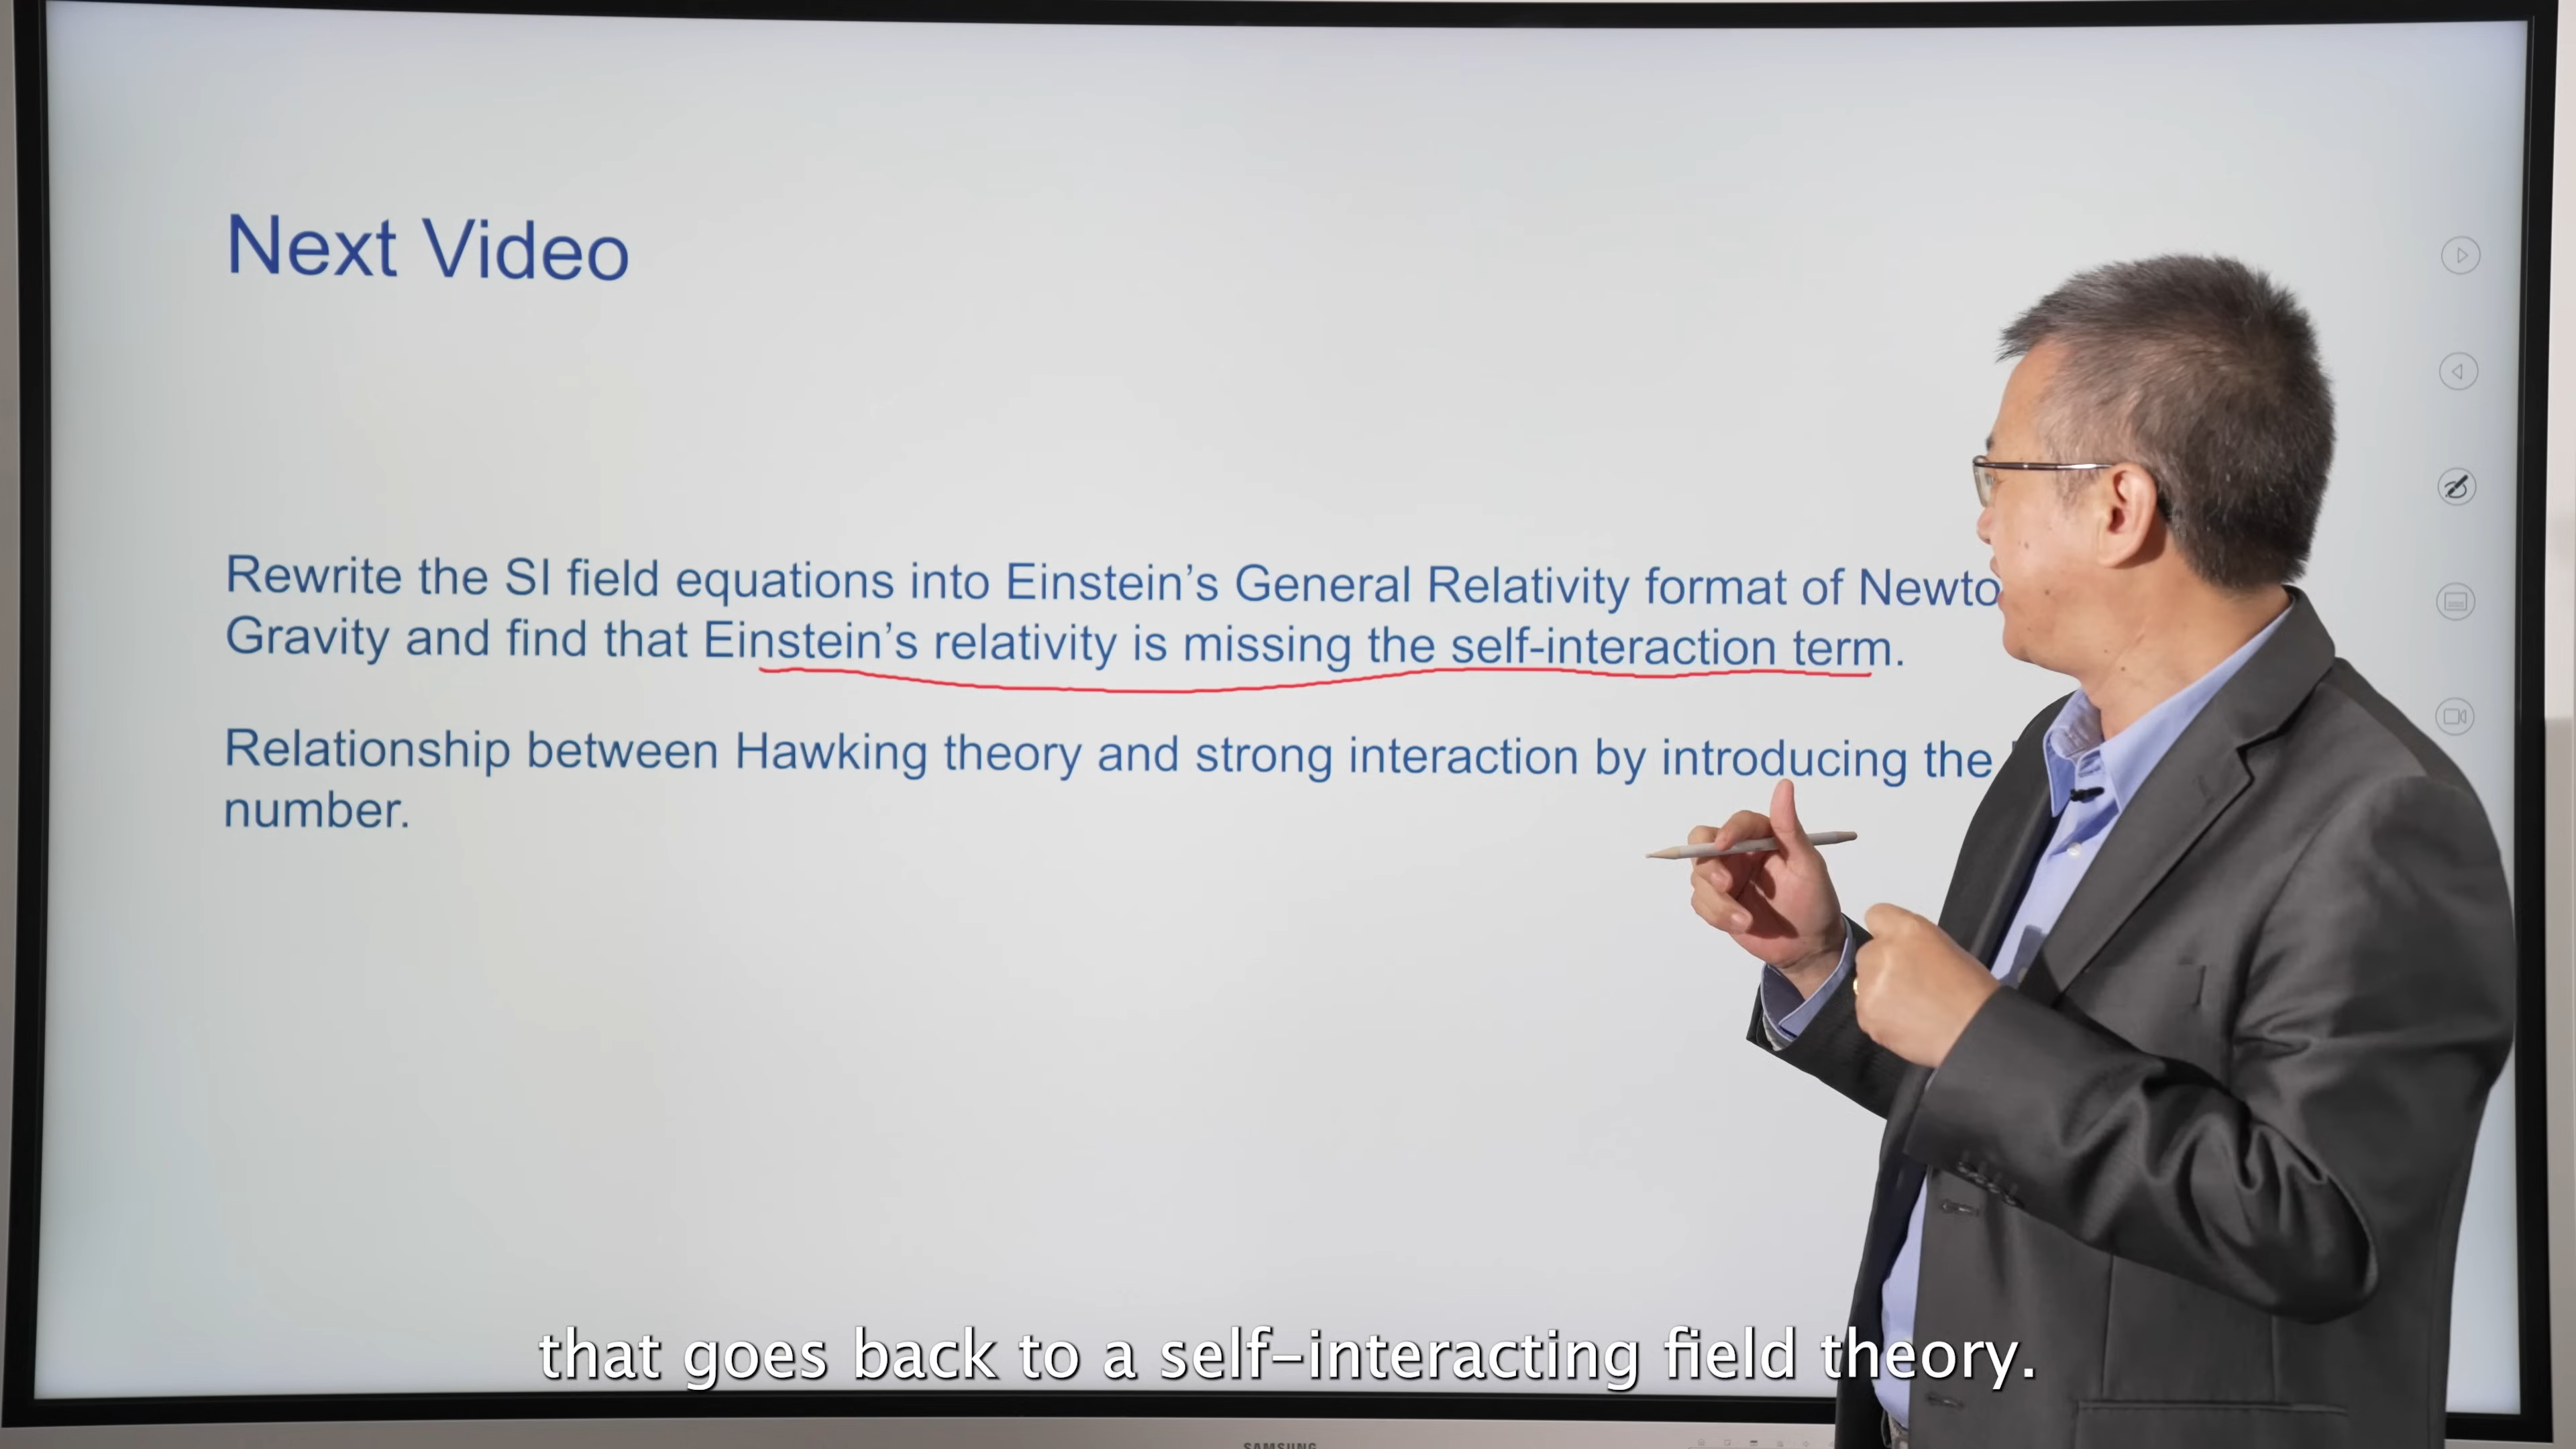 Next Video
Rewrite the SI field equations into Einstein’s General Relativity format of
Gravity and find that Einstein’s relativity is missing the self-interaction term.
Relationship between Hawking theory and strong interaction by introducing the
number.
that goes back to a self-interacting field theory.
SAMSUNG